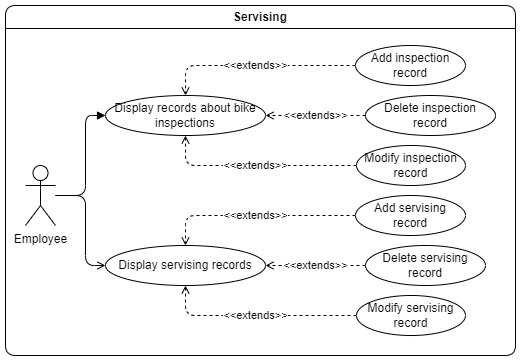 Servising
Add inspection
record
<<extends>>
Display records about bike
inspections
Delete inspection
record
<<extends>>
Modify inspection
record
<<extends>>
Employee
Add servising
record
<<extends>>
Display servising records
Delete servising
record
<<extends>>
Modify servising
record
<<extends>>